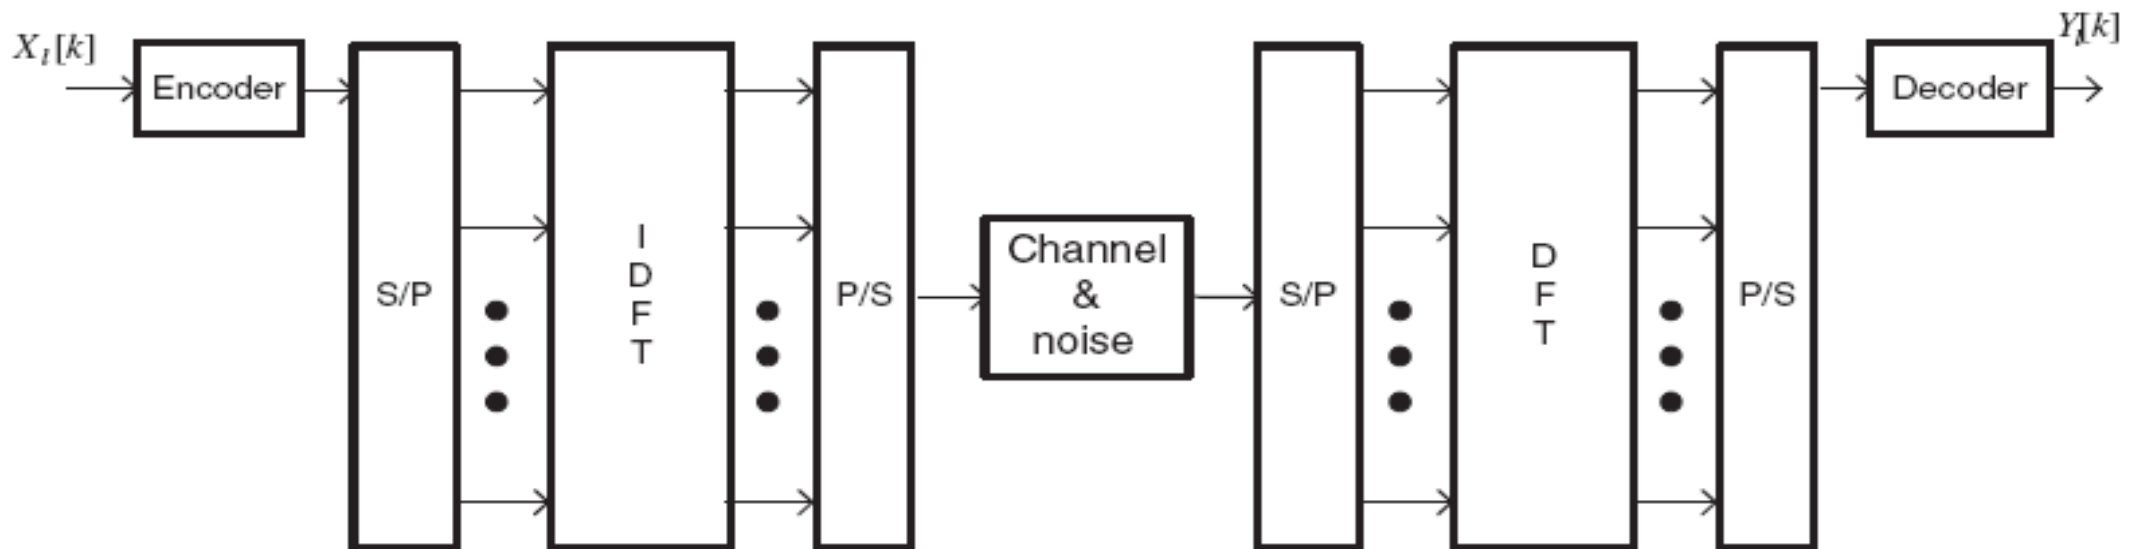 X_l[k]
Encoder
S/P
I
D
F
T
P/S
Channel
&
noise
S/P
D
F
T
P/S
Decoder
Y_l[k]